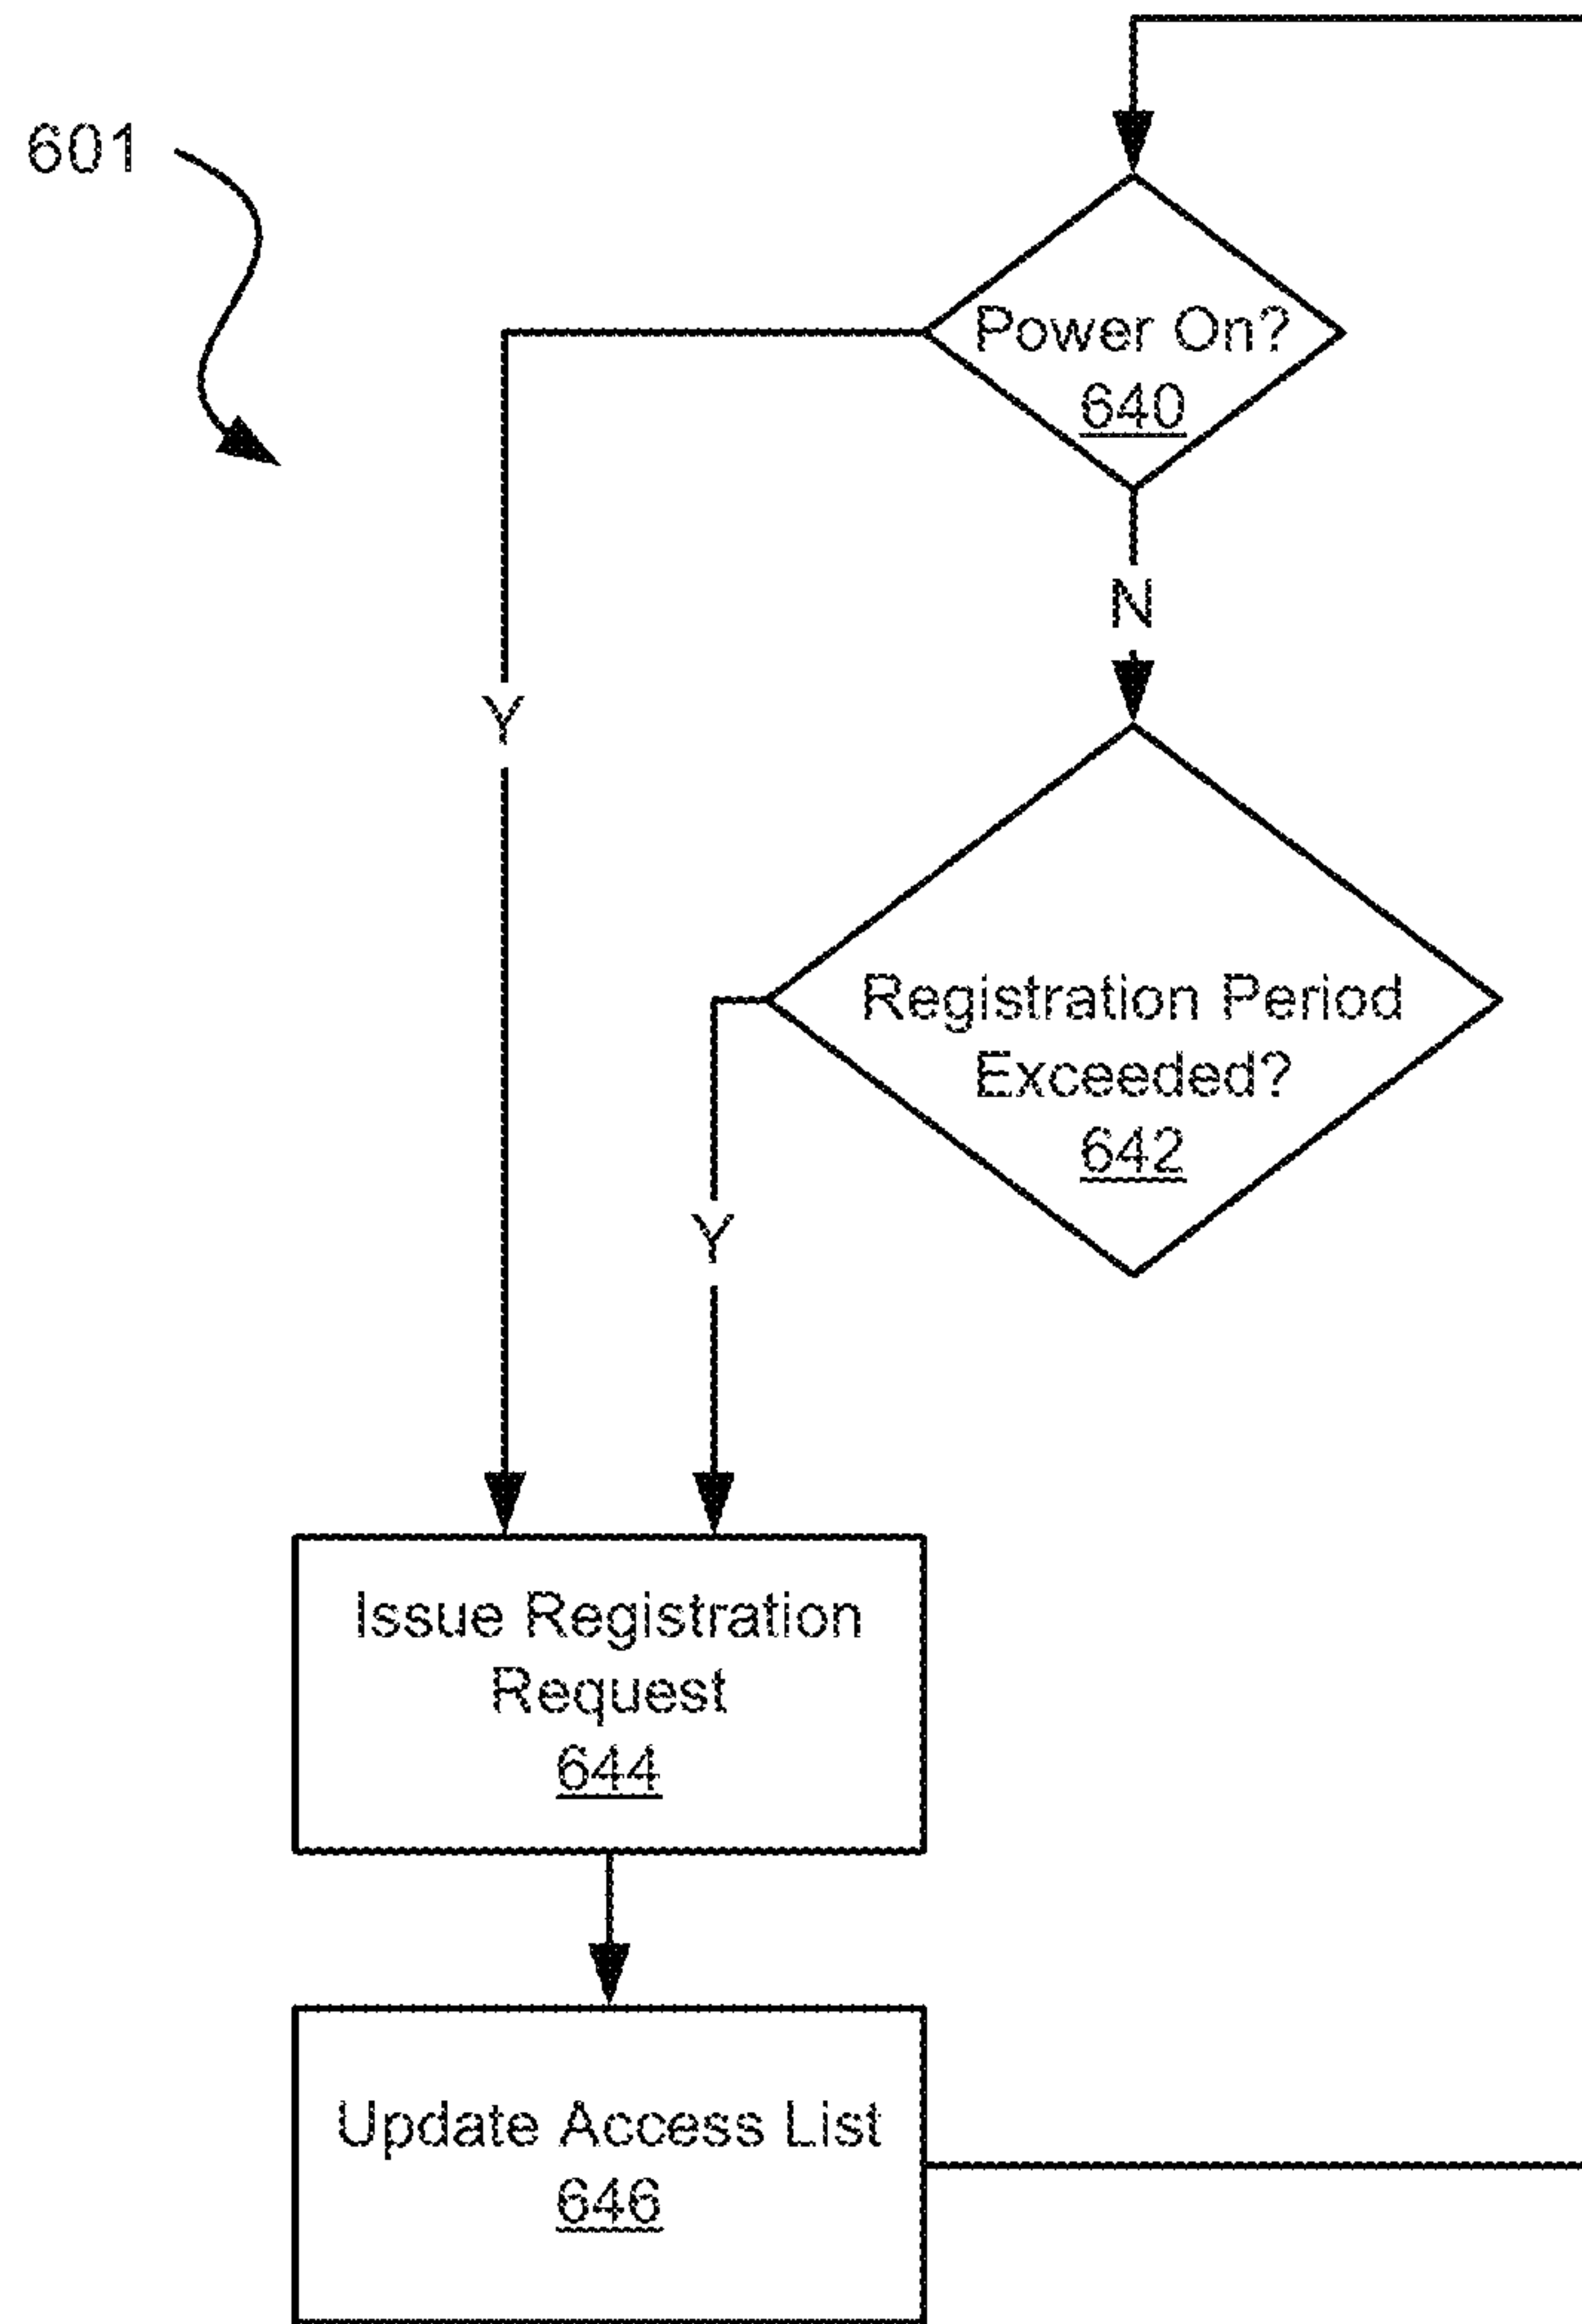 601
Power On?
640
N
Y
Registration Period
Exceeded?
642
Y
Issue Registration
Request
644
Update Access List
646